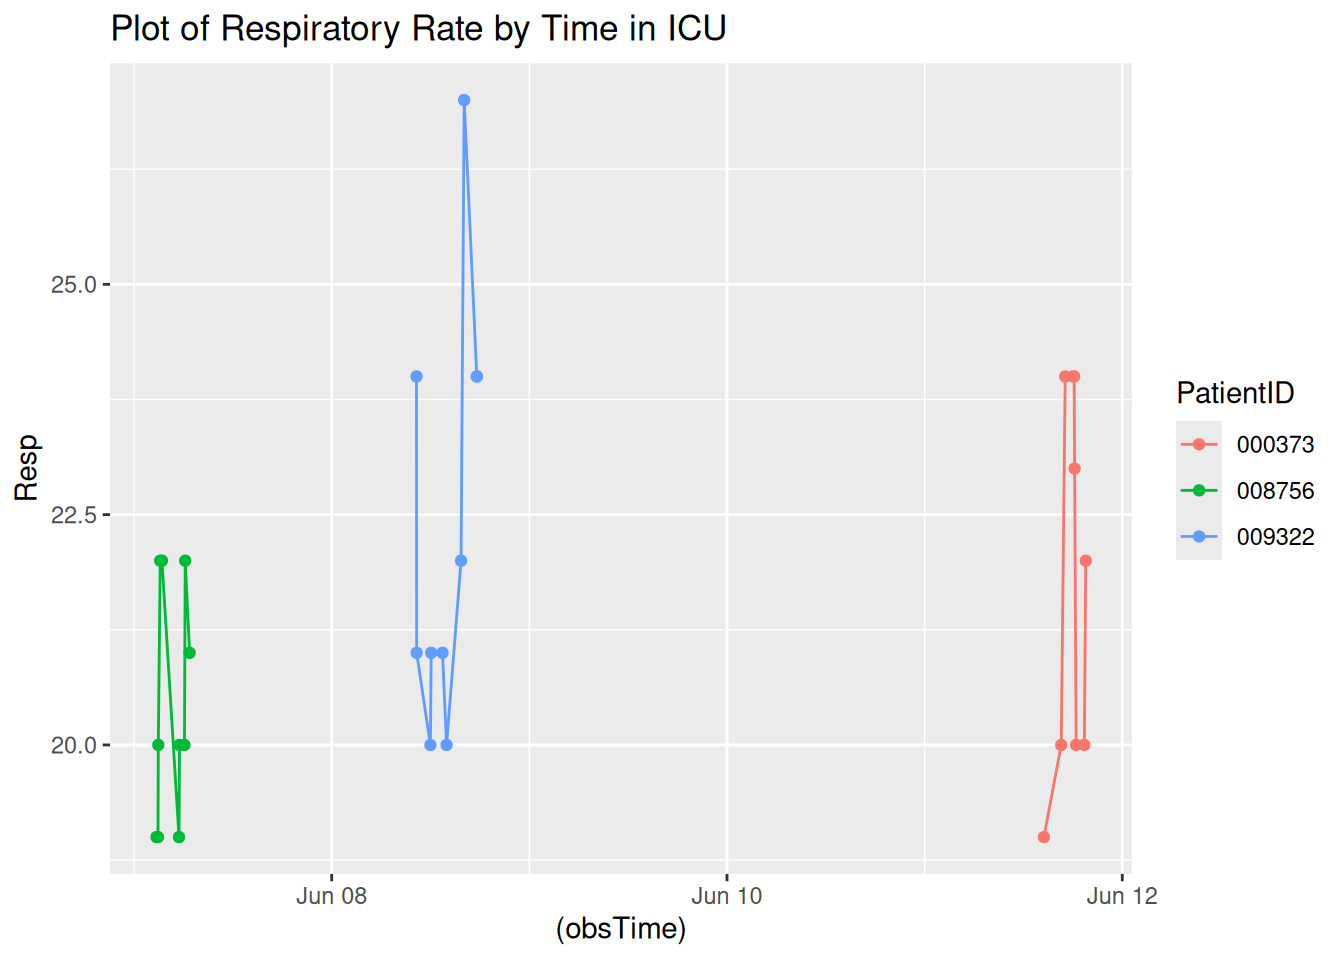 Plot of Respiratory Rate by Time in ICU
25.0
22.5
20.0
Resp
Jun 08
Jun 10
Jun 12
(obsTime)
PatientID
000373
008756
009322